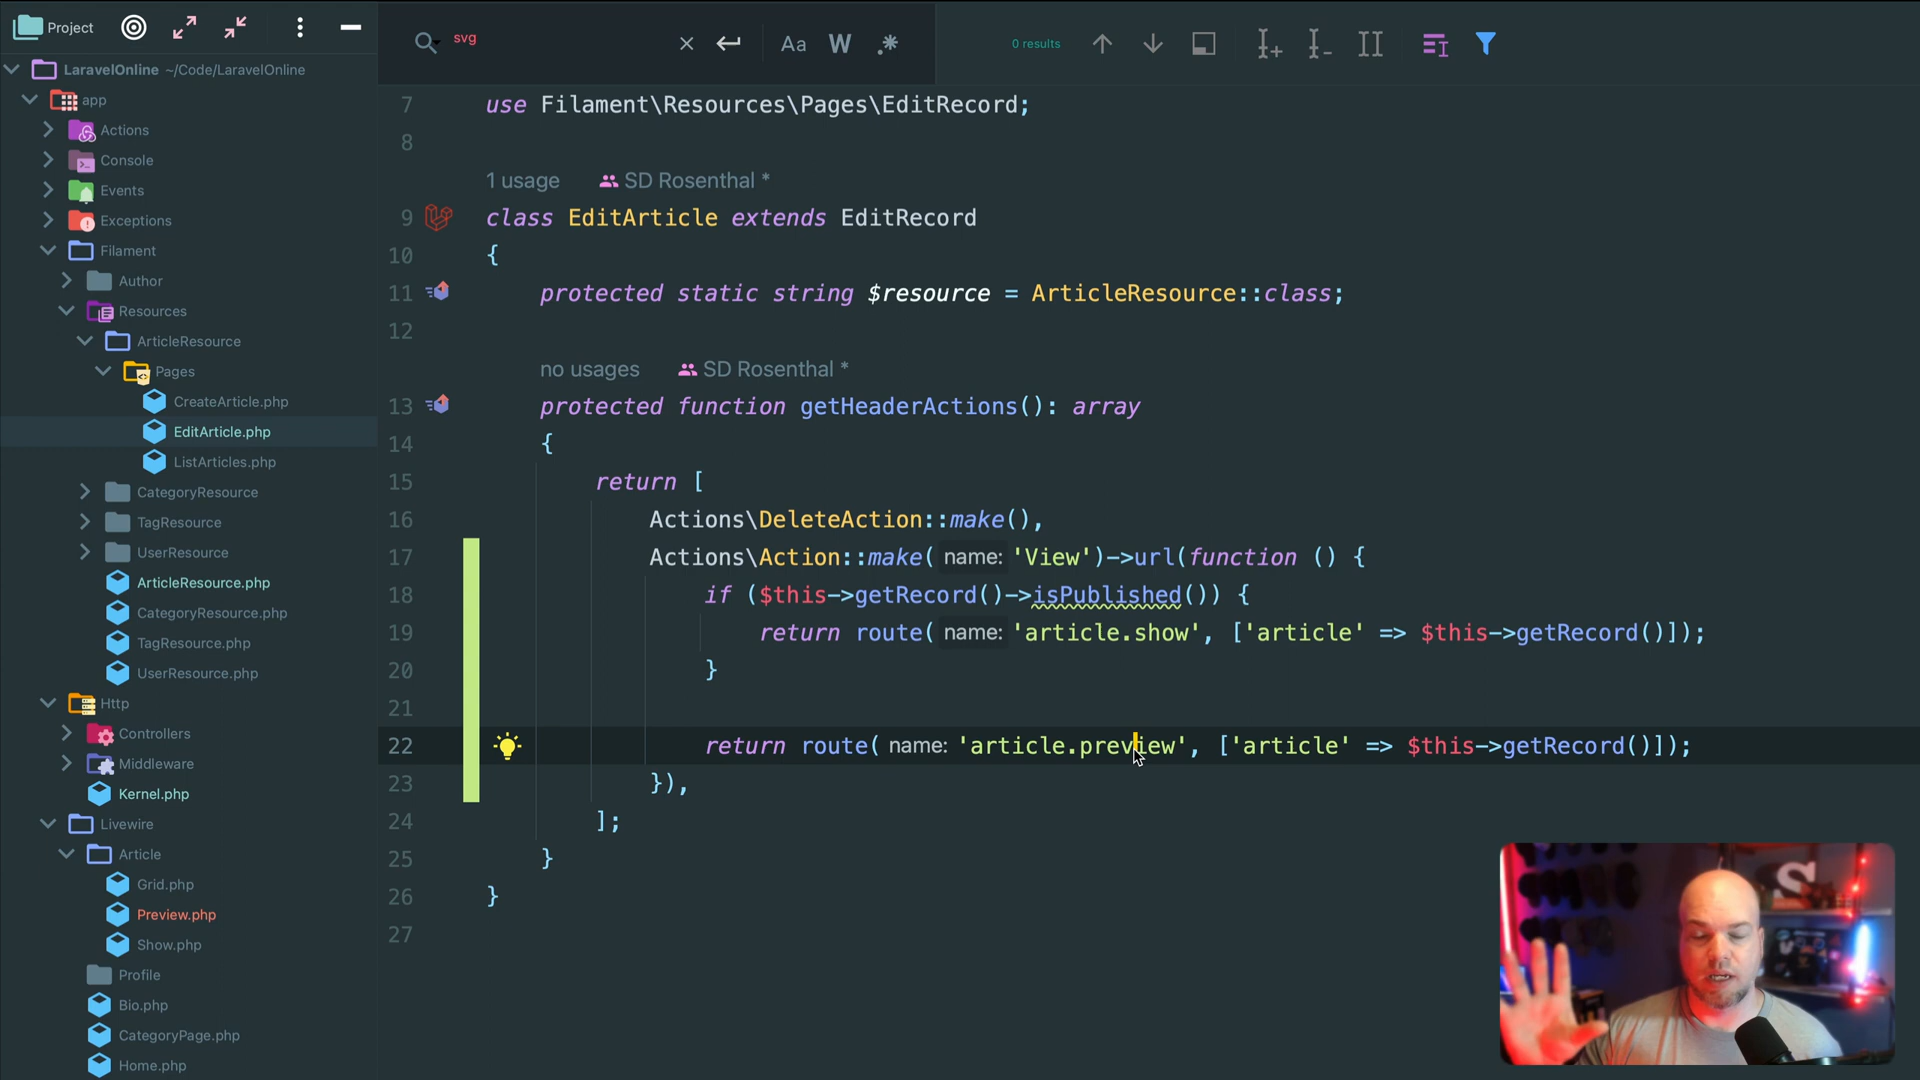 Project
svg
Aa W .*
0 results
LaravelOnline ~/Code/LaravelOnline
app
Actions
Console
Events
Exceptions
Filament
Author
Resources
ArticleResource
Pages
CreateArticle.php
EditArticle.php
ListArticles.php
CategoryResource
TagResource
UserResource
ArticleResource.php
CategoryResource.php
TagResource.php
UserResource.php
Http
Controllers
Middleware
Kernel.php
Livewire
Article
Grid.php
Preview.php
Show.php
Profile
Bio.php
CategoryPage.php
Home.php
7 use Filament\Resources\Pages\EditRecord;
8
1 usage SD Rosenthal *
9 class EditArticle extends EditRecord
10 {
11 protected static string $resource = ArticleResource::class;
12
no usages SD Rosenthal *
13 protected function getHeaderActions(): array
14 {
15 return [
16 Actions\DeleteAction::make(),
17 Actions\Action::make( name: 'View')->url(function () {
18 if ($this->getRecord()->isPublished()) {
19 return route( name: 'article.show', ['article' => $this->getRecord()]);
20 }
21
22 return route( name: 'article.preview', ['article' => $this->getRecord()]);
23 }),
24 ];
25 }
26 }
27